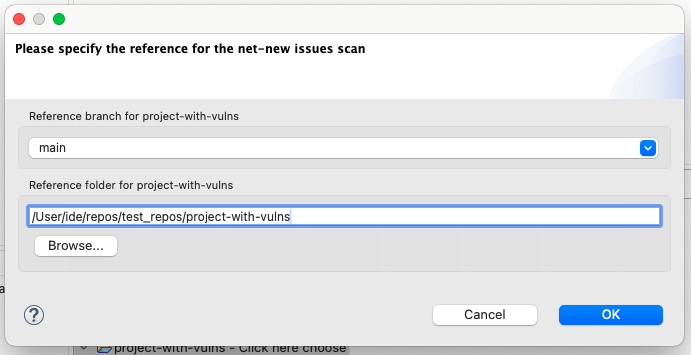 Please specify the reference for the net-new issues scan
Reference branch for project-with-vulns
main
Reference folder for project-with-vulns
/User/ide/repos/test_repos/project-with-vulns
Browse...
?
Cancel
OK
project-with-vulns - Click here choose